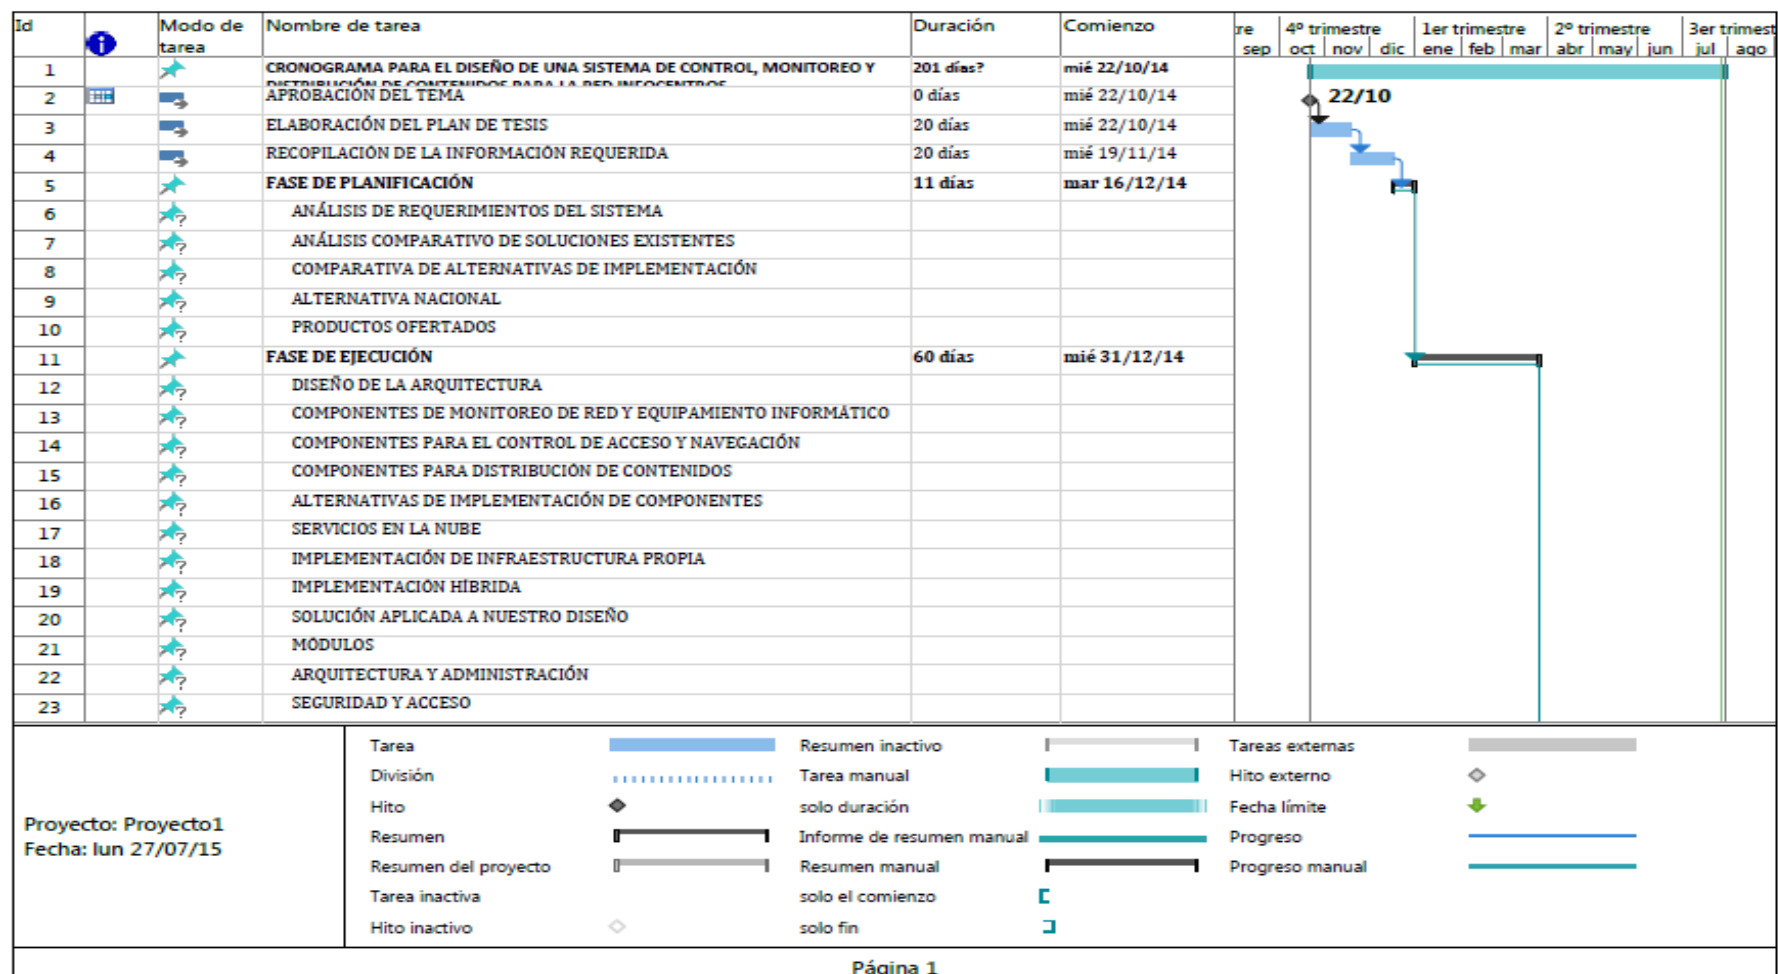 Id Modo de tarea Nombre de tarea Duración Comienzo
re 4º trimestre 1er trimestre 2º trimestre 3er trimest
sep oct nov dic ene feb mar abr may jun jul ago
1 CRONOGRAMA PARA EL DISEÑO DE UNA SISTEMA DE CONTROL, MONITOREO Y 201 días? mié 22/10/14
DISTRIBUCIÓN DE CONTENIDOS PARA LA RED INFOCENTROS
2 APROBACIÓN DEL TEMA 0 días mié 22/10/14 22/10
3 ELABORACIÓN DEL PLAN DE TESIS 20 días mié 22/10/14
4 RECOPILACIÓN DE LA INFORMACIÓN REQUERIDA 20 días mié 19/11/14
5 FASE DE PLANIFICACIÓN 11 días mar 16/12/14
6 ANÁLISIS DE REQUERIMIENTOS DEL SISTEMA
7 ANÁLISIS COMPARATIVO DE SOLUCIONES EXISTENTES
8 COMPARATIVA DE ALTERNATIVAS DE IMPLEMENTACIÓN
9 ALTERNATIVA NACIONAL
10 PRODUCTOS OFERTADOS
11 FASE DE EJECUCIÓN 60 días mié 31/12/14
12 DISEÑO DE LA ARQUITECTURA
13 COMPONENTES DE MONITOREO DE RED Y EQUIPAMIENTO INFORMÁTICO
14 COMPONENTES PARA EL CONTROL DE ACCESO Y NAVEGACIÓN
15 COMPONENTES PARA DISTRIBUCIÓN DE CONTENIDOS
16 ALTERNATIVAS DE IMPLEMENTACIÓN DE COMPONENTES
17 SERVICIOS EN LA NUBE
18 IMPLEMENTACIÓN DE INFRAESTRUCTURA PROPIA
19 IMPLEMENTACIÓN HÍBRIDA
20 SOLUCIÓN APLICADA A NUESTRO DISEÑO
21 MÓDULOS
22 ARQUITECTURA Y ADMINISTRACIÓN
23 SEGURIDAD Y ACCESO
Proyecto: Proyecto1
Fecha: lun 27/07/15
Tarea Resumen inactivo Tareas externas
División Tarea manual Hito externo
Hito solo duración Fecha límite
Resumen Informe de resumen manual Progreso
Resumen del proyecto Resumen manual Progreso manual
Tarea inactiva solo el comienzo
Hito inactivo solo fin
Página 1